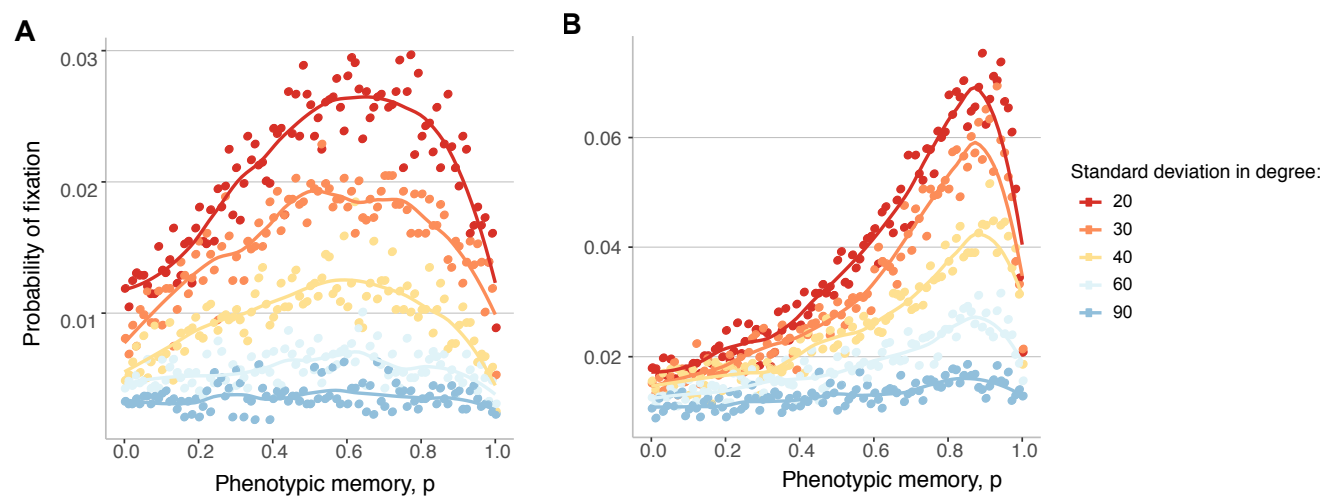 A
B
0.03
0.02
0.01
Probability of fixation
0.0 0.2 0.4 0.6 0.8 1.0
Phenotypic memory, p
0.06
0.04
0.02
0.0 0.2 0.4 0.6 0.8 1.0
Phenotypic memory, p
Standard deviation in degree:
20
30
40
60
90